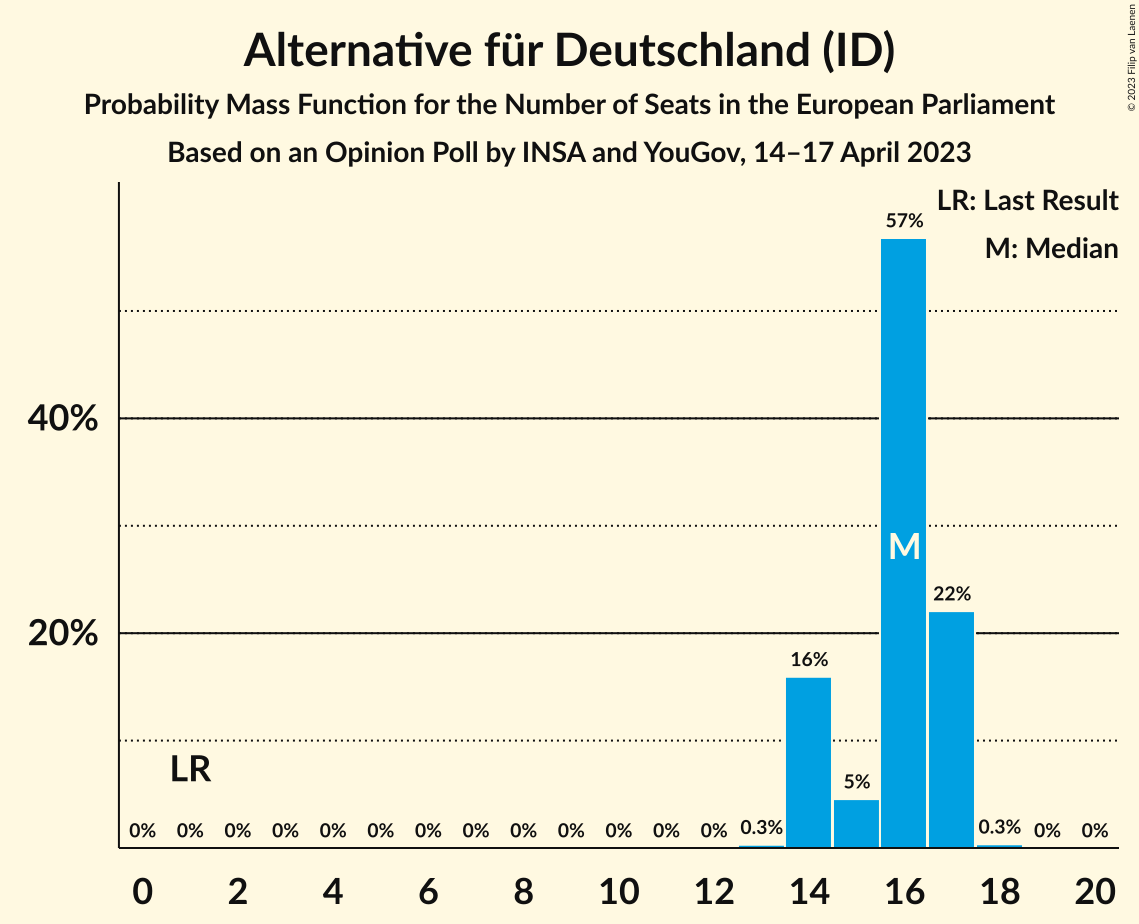 Alternative für Deutschland (ID)
Probability Mass Function for the Number of Seats in the European Parliament
Based on an Opinion Poll by INSA and YouGov, 14–17 April 2023
© 2023 Filip van Laenen
LR: Last Result
M: Median
57%
40%
M
22%
20%
16%
LR
5%
0% 0% 0% 0% 0% 0% 0% 0% 0% 0% 0% 0% 0% 0.3% 0.3% 0% 0%
0 2 4 6 8 10 12 14 16 18 20